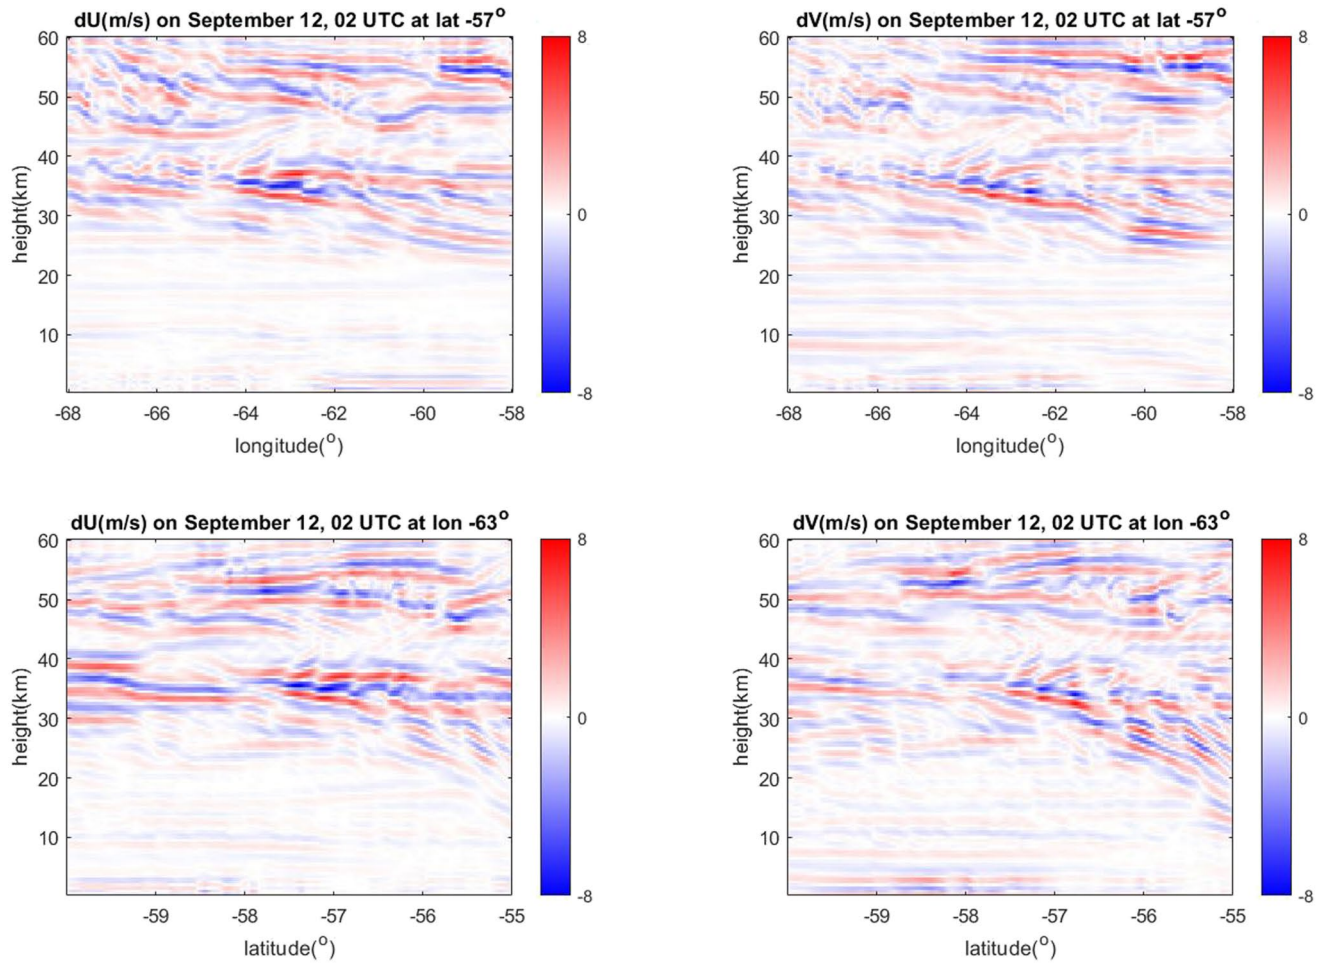 dU(m/s) on September 12, 02 UTC at lat -57°
60
50
40
30
20
10
height(km)
-68 -66 -64 -62 -60 -58
longitude(°)
8
0
-8
dV(m/s) on September 12, 02 UTC at lat -57°
60
50
40
30
20
10
height(km)
-68 -66 -64 -62 -60 -58
longitude(°)
8
0
-8
dU(m/s) on September 12, 02 UTC at lon -63°
60
50
40
30
20
10
height(km)
-59 -58 -57 -56 -55
latitude(°)
8
0
-8
dV(m/s) on September 12, 02 UTC at lon -63°
60
50
40
30
20
10
height(km)
-59 -58 -57 -56 -55
latitude(°)
8
0
-8